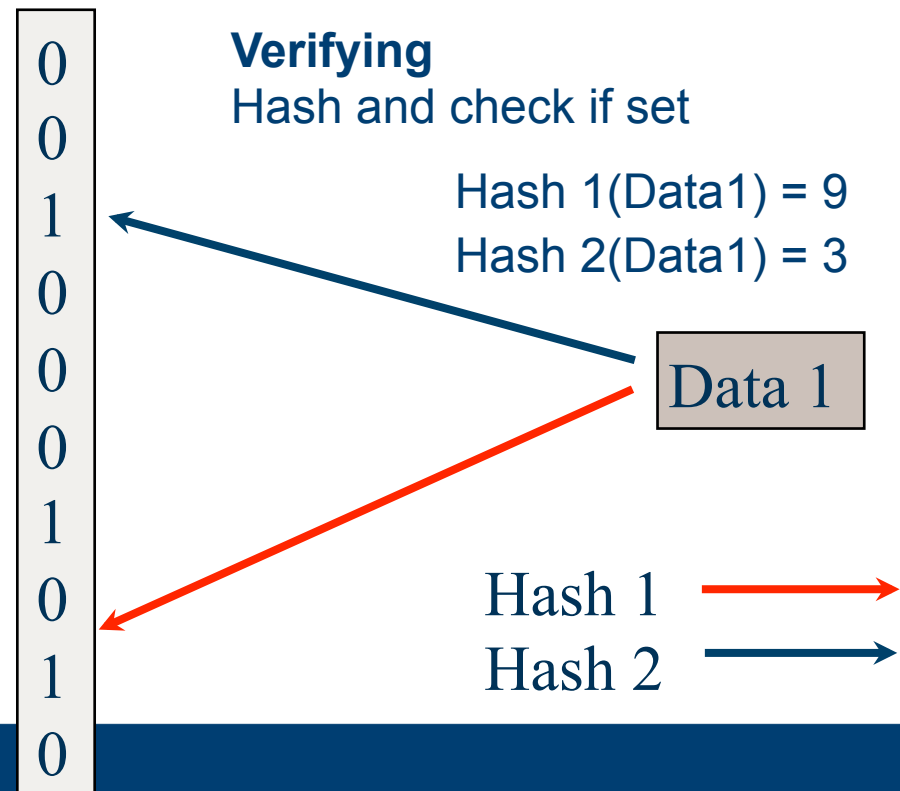 0
0
1
0
0
0
1
0
1
0
Verifying
Hash and check if set
Hash 1(Data1) = 9
Hash 2(Data1) = 3
Data 1
Hash 1
Hash 2